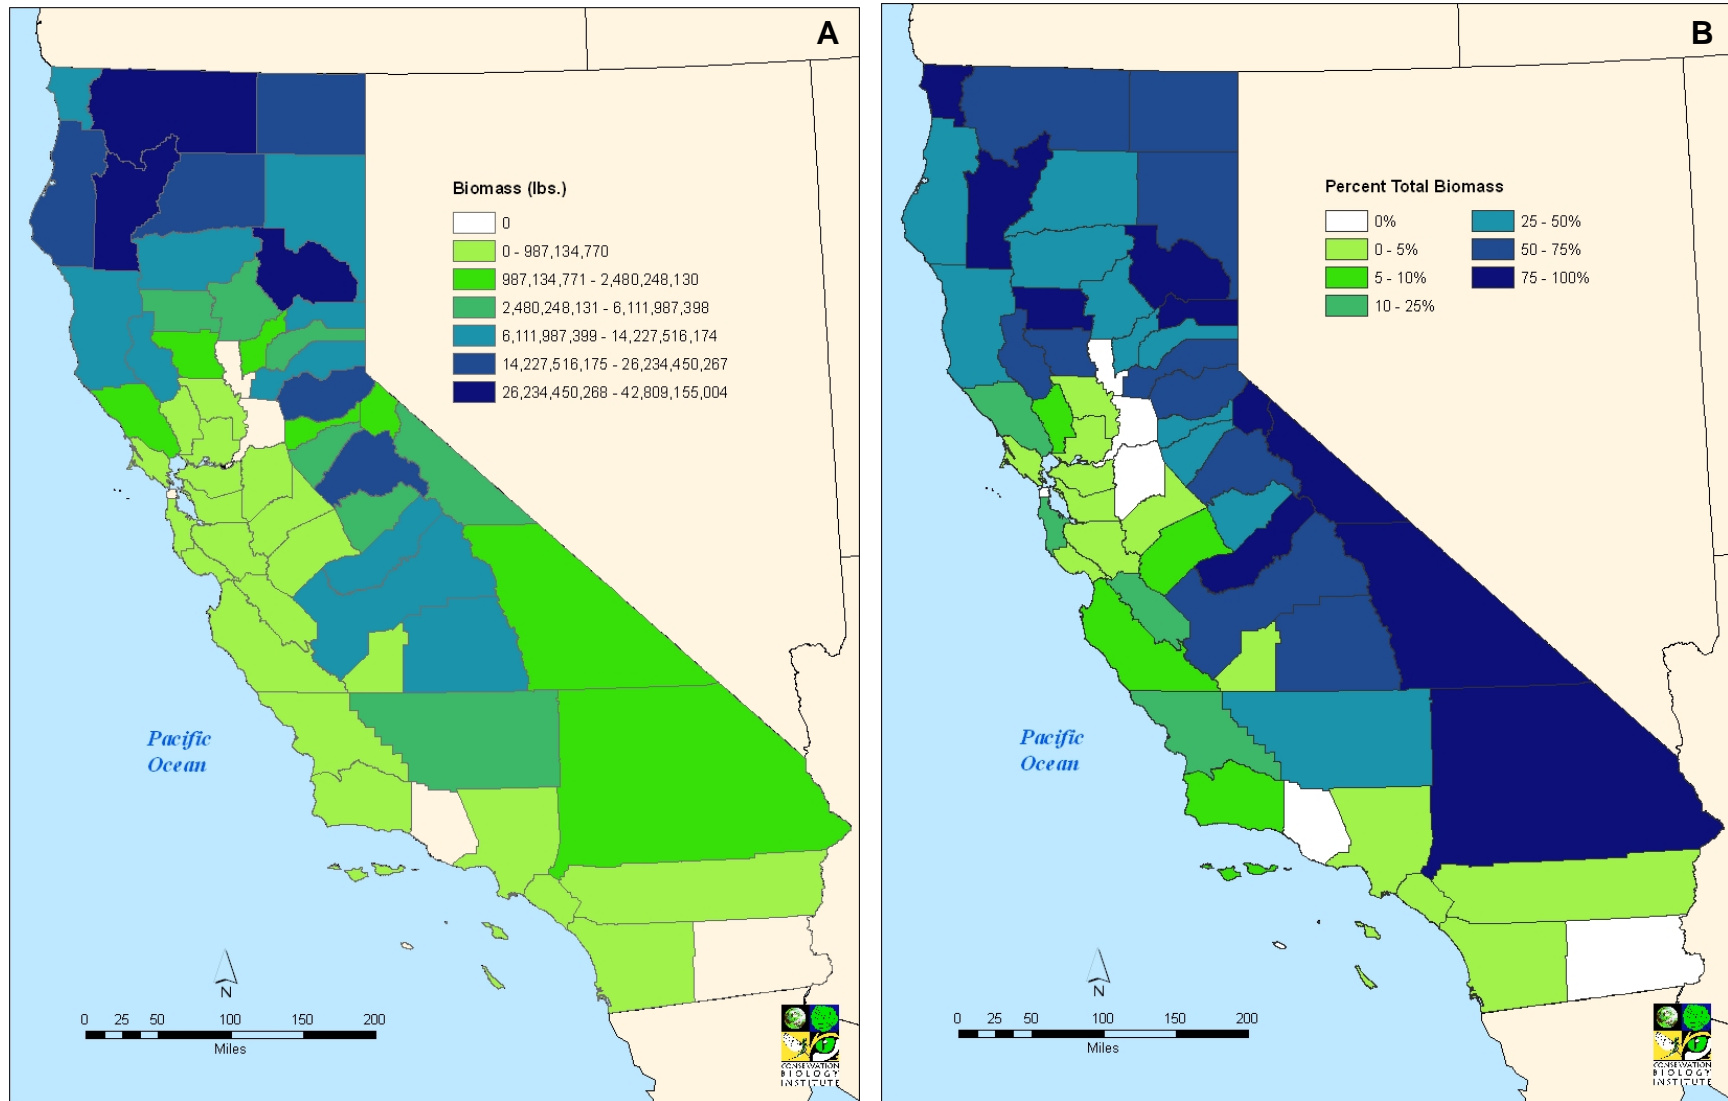 A
Biomass (lbs.)
0
0 - 987,134,770
987,134,771 - 2,480,248,130
2,480,248,131 - 6,111,987,398
6,111,987,399 - 14,227,516,174
14,227,516,175 - 26,234,450,267
26,234,450,268 - 42,809,155,004
Pacific
Ocean
N
0 25 50 100 150 200
Miles
CONSERVATION
BIOLOGY
INSTITUTE
B
Percent Total Biomass
0%
0 - 5%
5 - 10%
10 - 25%
25 - 50%
50 - 75%
75 - 100%
Pacific
Ocean
N
0 25 50 100 150 200
Miles
CONSERVATION
BIOLOGY
INSTITUTE